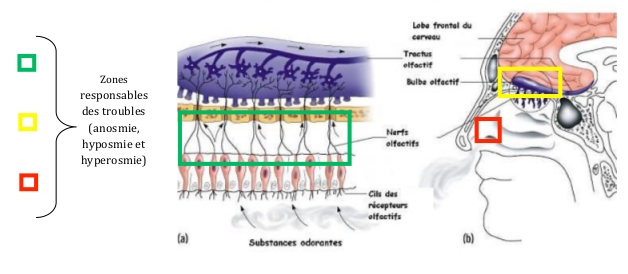 Zones
responsables
des troubles
(anosmie,
hyposmie et
hyperosmie)
Lobe frontal du
cerveau
Tractus
olfactif
Bulbe olfactif
Nerfs
olfactifs
Cils des
récepteurs
olfactifs
(a)
Substances odorantes
(b)